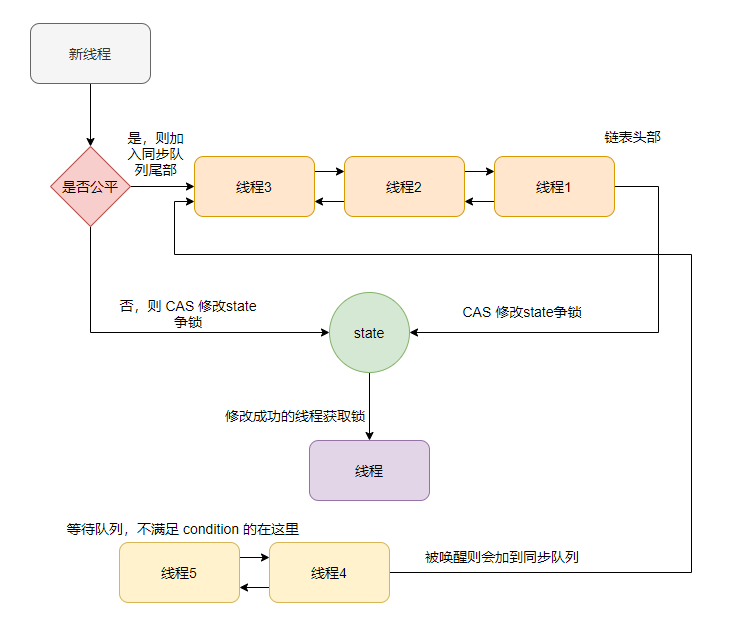 新线程
是，则加
入同步队
列尾部
链表头部
是否公平
线程3
线程2
线程1
否，则 CAS 修改state
争锁
state
CAS 修改state争锁
修改成功的线程获取锁
线程
等待队列，不满足 condition 的在这里
被唤醒则会加到同步队列
线程5
线程4